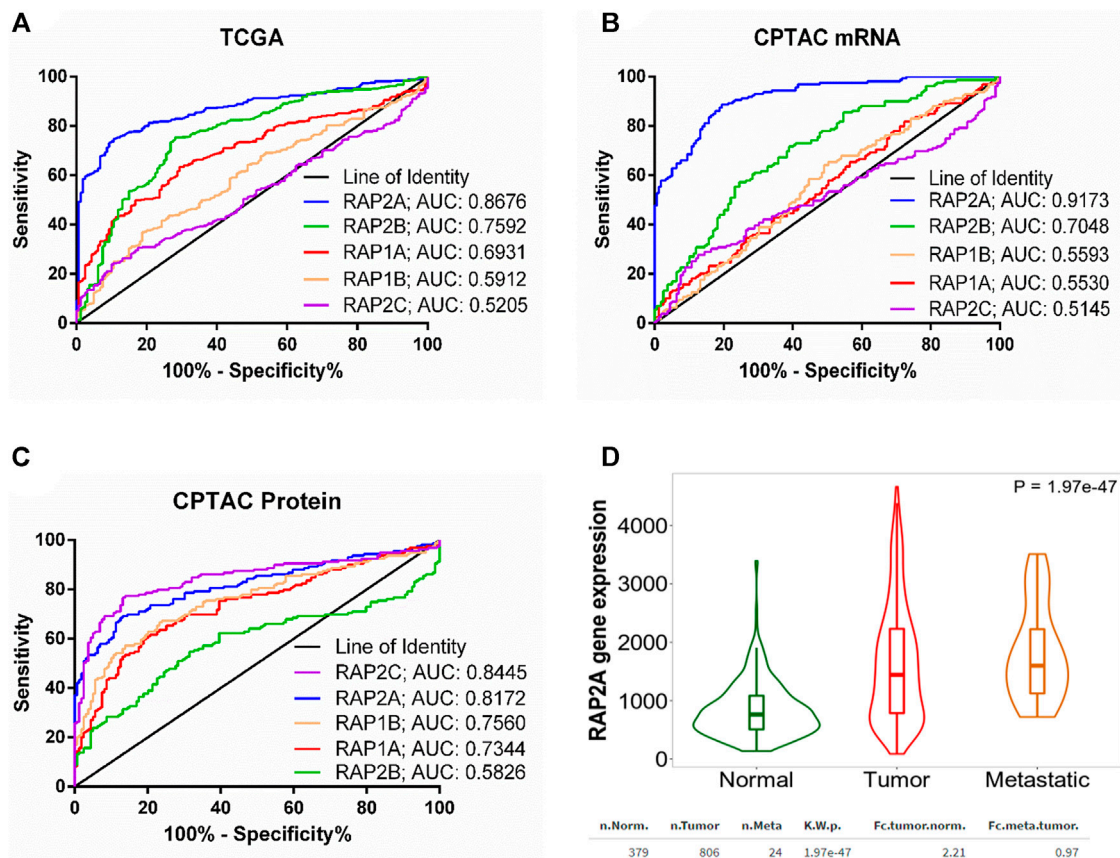 A
TCGA
Sensitivity
100
80
60
40
20
0
Line of Identity
RAP2A; AUC: 0.8676
RAP2B; AUC: 0.7592
RAP1A; AUC: 0.6931
RAP1B; AUC: 0.5912
RAP2C; AUC: 0.5205
0 20 40 60 80 100
100% - Specificity%
B
CPTAC mRNA
Sensitivity
100
80
60
40
20
0
Line of Identity
RAP2A; AUC: 0.9173
RAP2B; AUC: 0.7048
RAP1B; AUC: 0.5593
RAP1A; AUC: 0.5530
RAP2C; AUC: 0.5145
0 20 40 60 80 100
100% - Specificity%
C
CPTAC Protein
Sensitivity
100
80
60
40
20
0
Line of Identity
RAP2C; AUC: 0.8445
RAP2A; AUC: 0.8172
RAP1B; AUC: 0.7560
RAP1A; AUC: 0.7344
RAP2B; AUC: 0.5826
0 20 40 60 80 100
100% - Specificity%
D
P = 1.97e-47
RAP2A gene expression
4000
3000
2000
1000
0
Normal Tumor Metastatic
n.Norm. n.Tumor n.Meta K.W.p. Fc.tumor.norm. Fc.meta.tumor.
379 806 24 1.97e-47 2.21 0.97